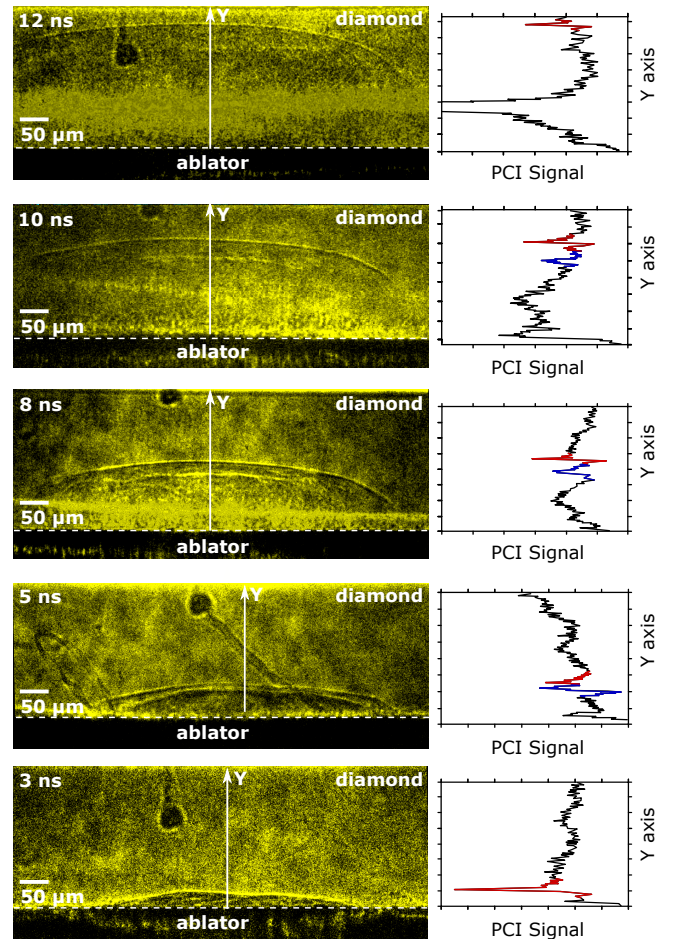 12 ns Y diamond
50 µm
ablator
PCI Signal
Y axis
10 ns Y diamond
50 µm
ablator
PCI Signal
Y axis
8 ns Y diamond
50 µm
ablator
PCI Signal
Y axis
5 ns Y diamond
50 µm
ablator
PCI Signal
Y axis
3 ns Y diamond
50 µm
ablator
PCI Signal
Y axis